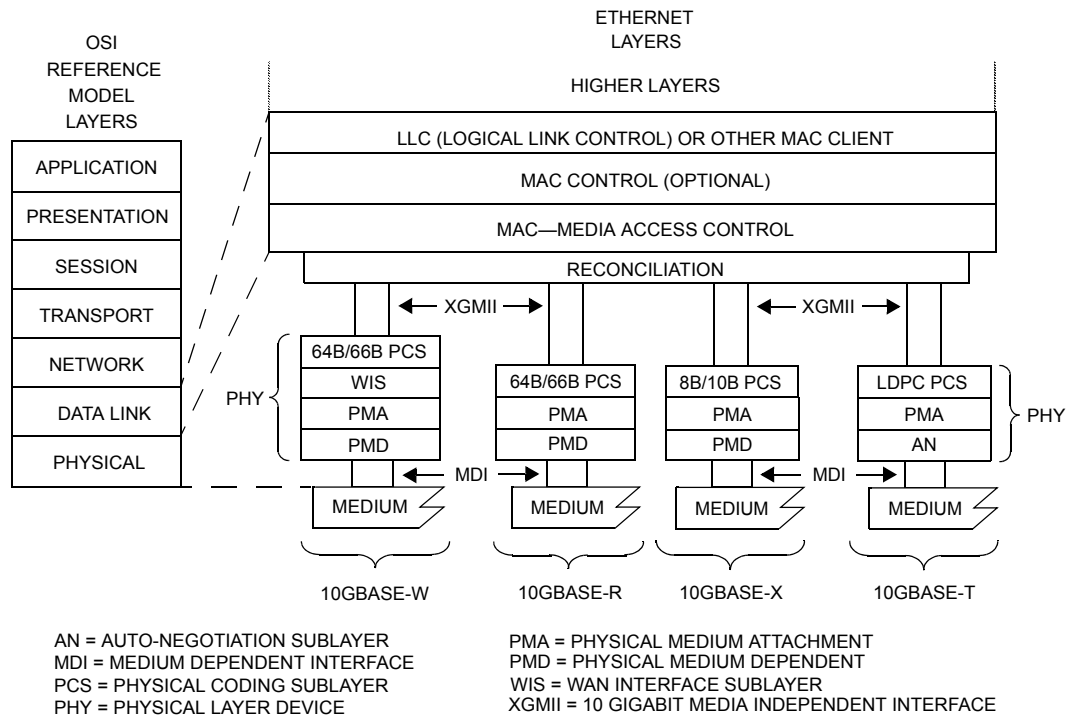 ETHERNET
LAYERS
OSI
REFERENCE
MODEL
LAYERS
HIGHER LAYERS
LLC (LOGICAL LINK CONTROL) OR OTHER MAC CLIENT
MAC CONTROL (OPTIONAL)
MAC—MEDIA ACCESS CONTROL
RECONCILIATION
APPLICATION
PRESENTATION
SESSION
TRANSPORT
NETWORK
DATA LINK
PHYSICAL
XGMII
XGMII
PHY
64B/66B PCS
WIS
PMA
PMD
64B/66B PCS
PMA
PMD
8B/10B PCS
PMA
PMD
LDPC PCS
PMA
AN
PHY
MDI
MDI
MEDIUM
MEDIUM
MEDIUM
MEDIUM
10GBASE-W
10GBASE-R
10GBASE-X
10GBASE-T
AN = AUTO-NEGOTIATION SUBLAYER
MDI = MEDIUM DEPENDENT INTERFACE
PCS = PHYSICAL CODING SUBLAYER
PHY = PHYSICAL LAYER DEVICE
PMA = PHYSICAL MEDIUM ATTACHMENT
PMD = PHYSICAL MEDIUM DEPENDENT
WIS = WAN INTERFACE SUBLAYER
XGMII = 10 GIGABIT MEDIA INDEPENDENT INTERFACE